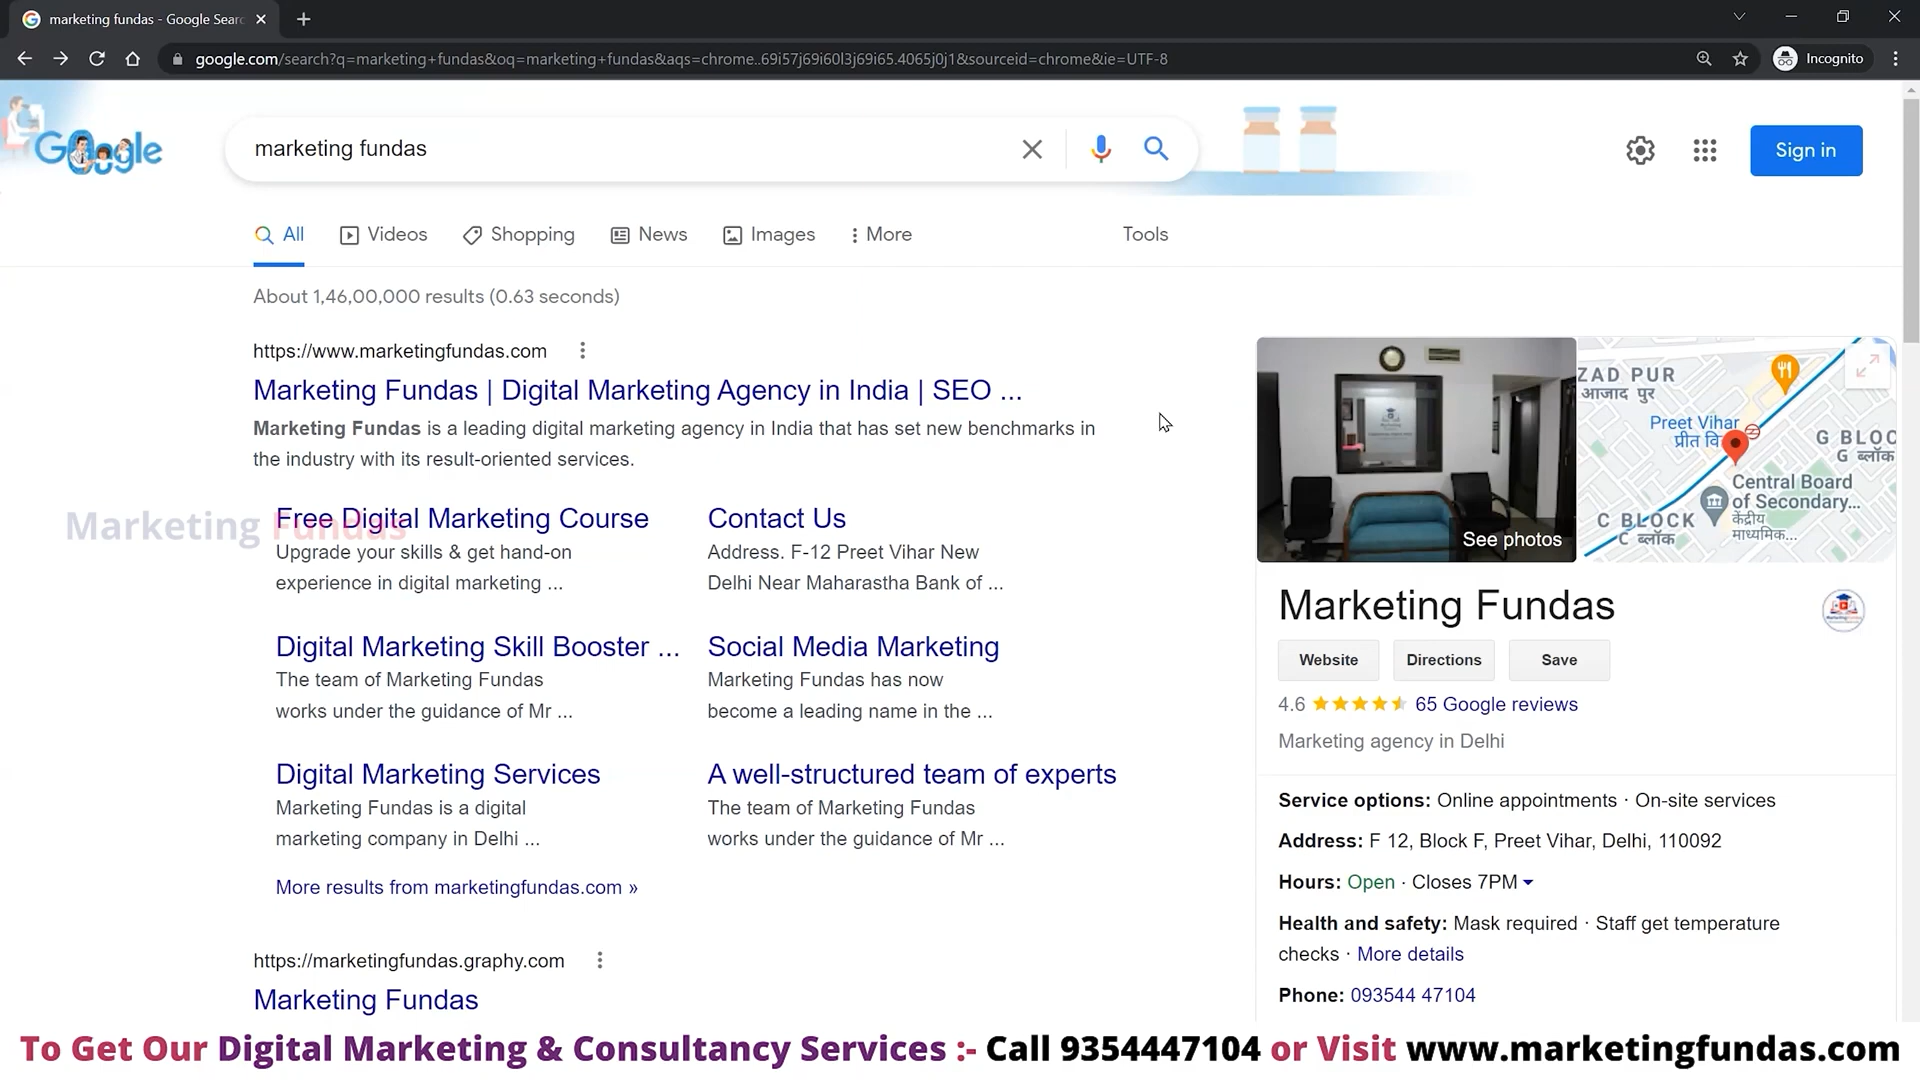 marketing fundas - Google Searc
google.com/search?q=marketing+fundas&oq=marketing+fundas&aqs=chrome..69i57j69i60l3j69i65.4065j0j1&sourceid=chrome&ie=UTF-8
Incognito
Google
marketing fundas
Sign in
All
Videos
Shopping
News
Images
More
Tools
About 1,46,00,000 results (0.63 seconds)
https://www.marketingfundas.com
Marketing Fundas | Digital Marketing Agency in India | SEO ...
Marketing Fundas is a leading digital marketing agency in India that has set new benchmarks in
the industry with its result-oriented services.
Marketing Fundas
Free Digital Marketing Course
Upgrade your skills & get hand-on
experience in digital marketing ...
Contact Us
Address. F-12 Preet Vihar New
Delhi Near Maharastha Bank of ...
Digital Marketing Skill Booster ...
The team of Marketing Fundas
works under the guidance of Mr ...
Social Media Marketing
Marketing Fundas has now
become a leading name in the ...
Digital Marketing Services
Marketing Fundas is a digital
marketing company in Delhi ...
A well-structured team of experts
The team of Marketing Fundas
works under the guidance of Mr ...
More results from marketingfundas.com »
https://marketingfundas.graphy.com
Marketing Fundas
See photos
ZAD PUR
आजाद पुर
Preet Vihar
प्रीत वि
G BLOC
G ब्लॉक
Central Board
of Secondary...
केंद्रीय
माध्यमिक...
C BLOCK
C ब्लॉक
Marketing Fundas
Website
Directions
Save
4.6 65 Google reviews
Marketing agency in Delhi
Service options: Online appointments · On-site services
Address: F 12, Block F, Preet Vihar, Delhi, 110092
Hours: Open · Closes 7PM
Health and safety: Mask required · Staff get temperature
checks · More details
Phone: 093544 47104
To Get Our Digital Marketing & Consultancy Services :- Call 9354447104 or Visit www.marketingfundas.com